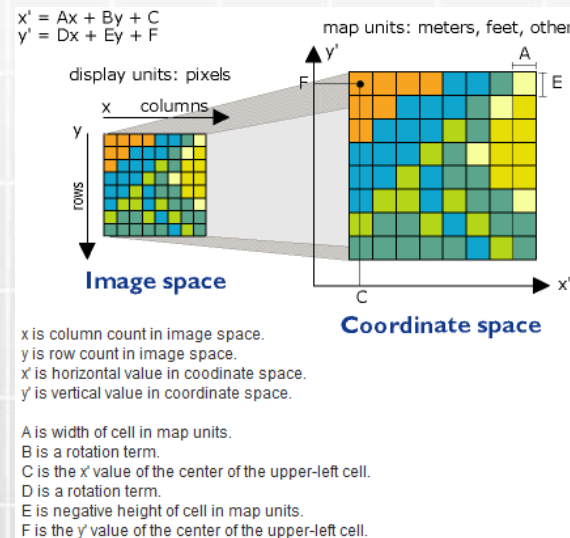 x' = Ax + By + C
y' = Dx + Ey + F
map units: meters, feet, other
display units: pixels
y'
A
F
E
x columns
y
rows
x'
C
Image space
Coordinate space
x is column count in image space.
y is row count in image space.
x' is horizontal value in coodinate space.
y' is vertical value in coordinate space.
A is width of cell in map units.
B is a rotation term.
C is the x' value of the center of the upper-left cell.
D is a rotation term.
E is negative height of cell in map units.
F is the y' value of the center of the upper-left cell.